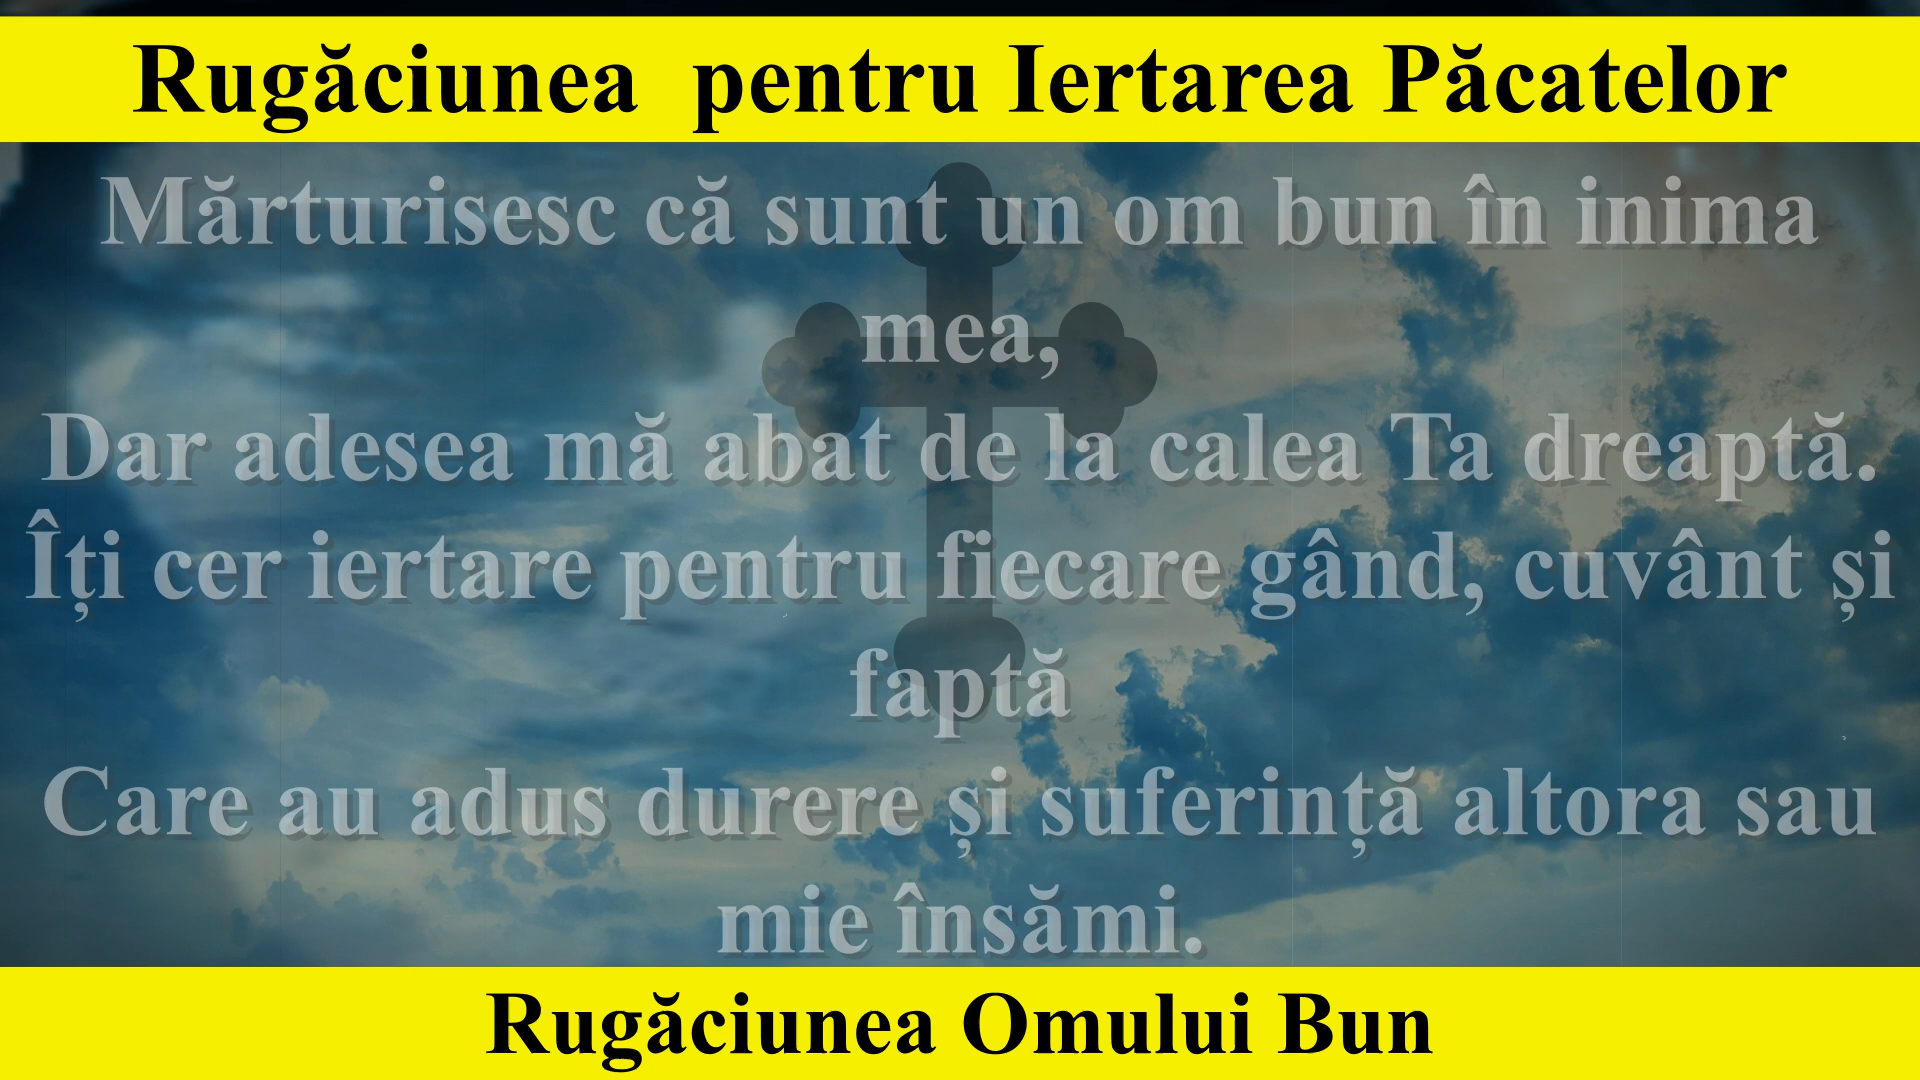 Rugăciunea pentru Iertarea Păcatelor
Mărturisesc că sunt un om bun în inima
mea,
Dar adesea mă abat de la calea Ta dreaptă.
Îți cer iertare pentru fiecare gând, cuvânt și
faptă
Care au adus durere și suferință altora sau
mie însămi.
Rugăciunea Omului Bun